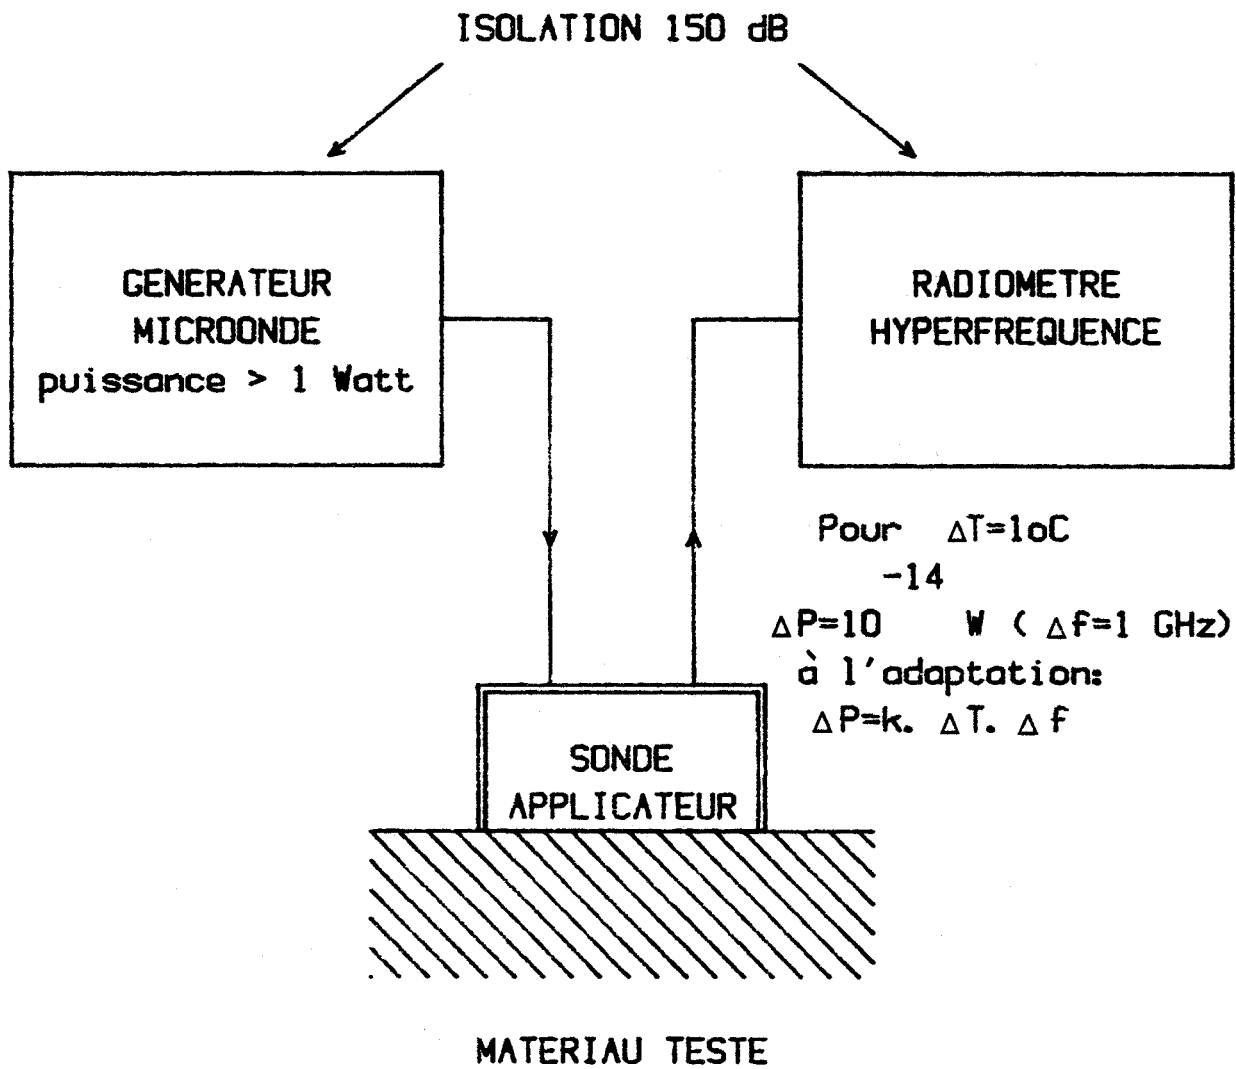 ISOLATION 150 dB
GENERATEUR
MICROONDE
puissance > 1 Watt
RADIOMETRE
HYPERFREQUENCE
Pour ΔT=1oC
-14
ΔP=10 W ( Δf=1 GHz)
à l'adaptation:
ΔP=k. ΔT. Δf
SONDE
APPLICATEUR
MATERIAU TESTE